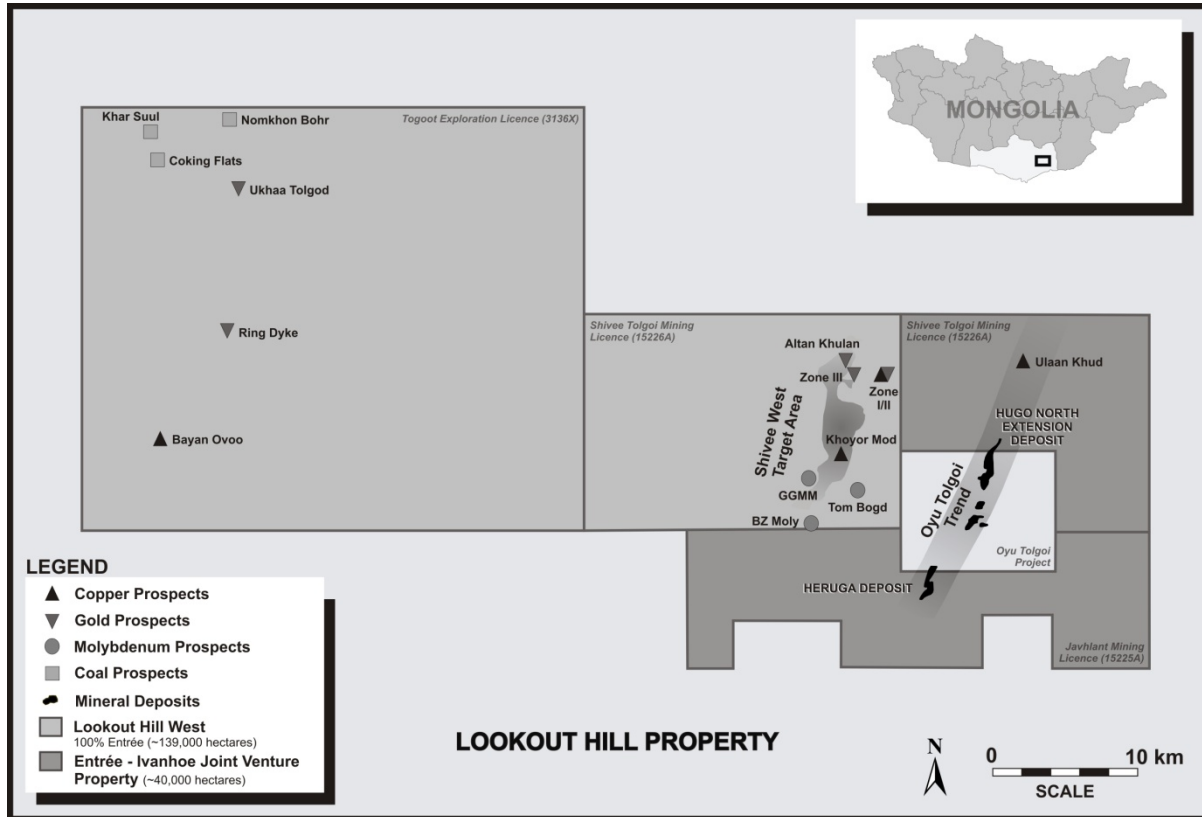 MONGOLIA
Khar Suul
Nomkhon Bohr
Togoot Exploration Licence (3136X)
Coking Flats
Ukhaa Tolgod
Ring Dyke
Bayan Ovoo
Shivee Tolgoi Mining
Licence (15226A)
Altan Khulan
Zone III
Zone
I/II
Shivee West
Target Area
Khoyor Mod
GGMM
Tom Bogd
BZ Moly
Shivee Tolgoi Mining
Licence (15226A)
Ulaan Khud
HUGO NORTH
EXTENSION
DEPOSIT
Oyu Tolgoi
Trend
Oyu Tolgoi
Project
HERUGA DEPOSIT
Javhlant Mining
Licence (15225A)
LEGEND
Copper Prospects
Gold Prospects
Molybdenum Prospects
Coal Prospects
Mineral Deposits
Lookout Hill West
100% Entrée (~139,000 hectares)
Entrée - Ivanhoe Joint Venture
Property (~40,000 hectares)
LOOKOUT HILL PROPERTY
N
0 10 km
SCALE